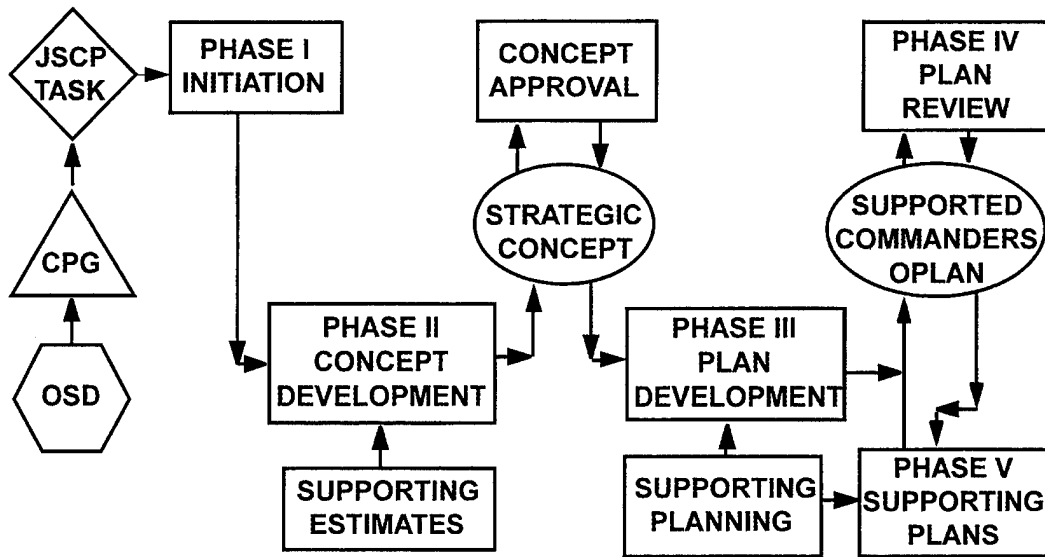 JSCP
TASK
PHASE I
INITIATION
CONCEPT
APPROVAL
PHASE IV
PLAN
REVIEW
CPG
STRATEGIC
CONCEPT
SUPPORTED
COMMANDERS
OPLAN
OSD
PHASE II
CONCEPT
DEVELOPMENT
PHASE III
PLAN
DEVELOPMENT
SUPPORTING
ESTIMATES
SUPPORTING
PLANNING
PHASE V
SUPPORTING
PLANS